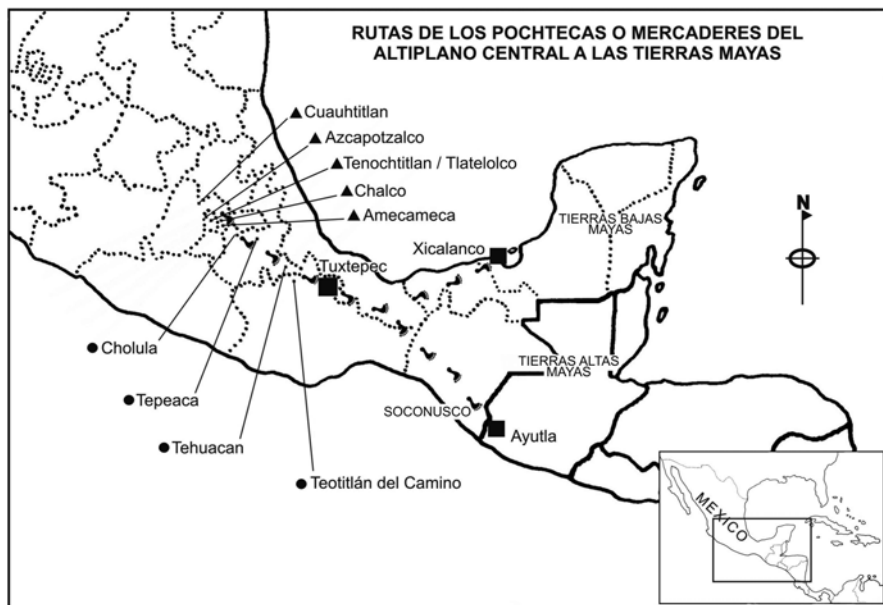 RUTAS DE LOS POCHTECAS O MERCADERES DEL
ALTIPLANO CENTRAL A LAS TIERRAS MAYAS
Cuauhtitlan
Azcapotzalco
Tenochtitlan / Tlatelolco
Chalco
Amecameca
N
TIERRAS BAJAS
MAYAS
Xicalanco
Tuxtepec
Cholula
TIERRAS ALTAS
MAYAS
Tepeaca
SOCONUSCO
Ayutla
Tehuacan
Teotitlán del Camino
MEXICO